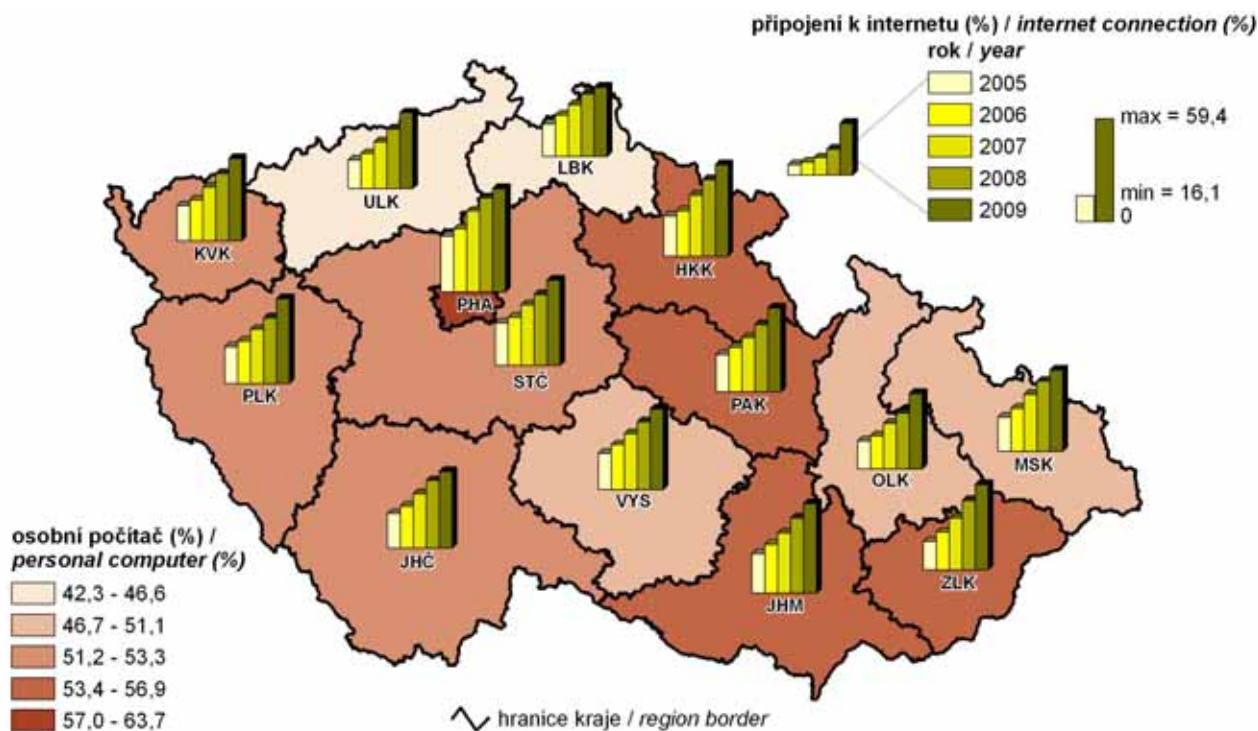 připojení k internetu (%) / internet connection (%)
rok / year
2005
2006
2007
2008
2009
max = 59,4
min = 16,1
0
LBK
ULK
KVK
HKK
PHA
STČ
PLK
PAK
MSK
OLK
VYS
JHČ
ZLK
JHM
osobní počítač (%) /
personal computer (%)
42,3 - 46,6
46,7 - 51,1
51,2 - 53,3
53,4 - 56,9
57,0 - 63,7
hranice kraje / region border